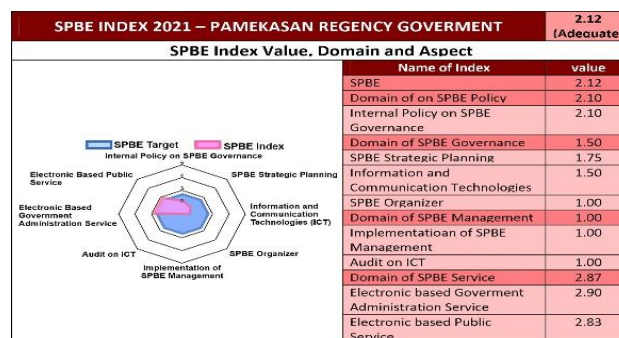 SPBE INDEX 2021 – PAMEKASAN REGENCY GOVERMENT
2.12
(Adequate
SPBE Index Value, Domain and Aspect
SPBE Target
SPBE Index
Internal Policy on SPBE Governance
SPBE Strategic Planning
Information and
Communication
Technologies (ICT)
SPBE Organizer
Implementation of
SPBE Management
Audit on ICT
Electronic Based
Government
Administration Service
Electronic Based Public
Service
Name of Index value
SPBE 2.12
Domain of on SPBE Policy 2.10
Internal Policy on SPBE 2.10
Governance
Domain of SPBE Governance 1.50
SPBE Strategic Planning 1.75
Information and 1.50
Communication Technologies
SPBE Organizer 1.00
Domain of SPBE Management 1.00
Implementatioan of SPBE 1.00
Management
Audit on ICT 1.00
Domain of SPBE Service 2.87
Electronic based Goverment 2.90
Administration Service
Electronic based Public 2.83
Service